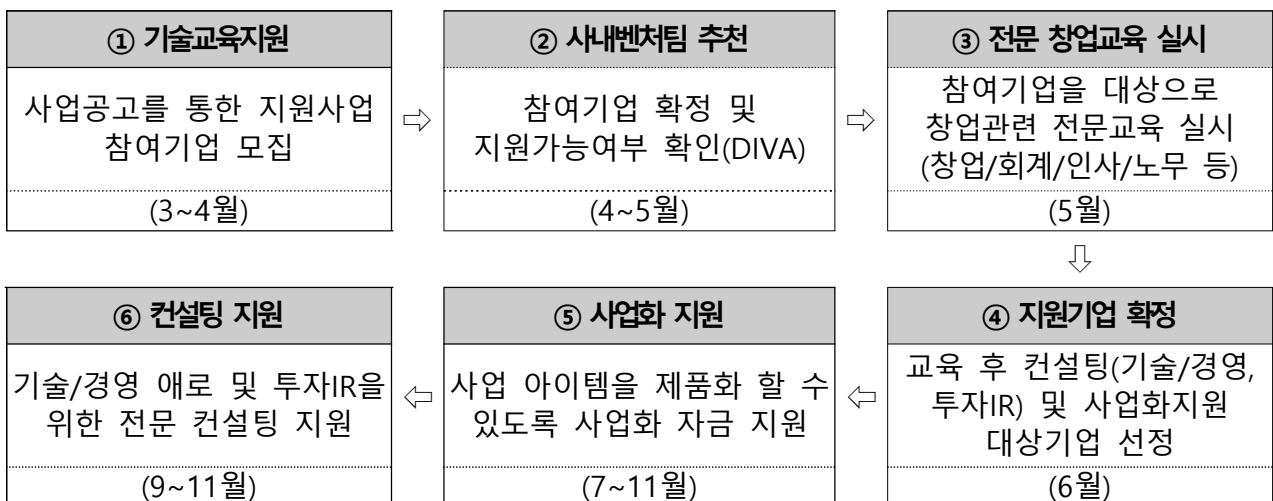 ① 기술교육지원
사업공고를 통한 지원사업
참여기업 모집
(3~4월)
⇨
② 사내벤처팀 추천
참여기업 확정 및
지원가능여부 확인(DIVA)
(4~5월)
⇨
③ 전문 창업교육 실시
참여기업을 대상으로
창업관련 전문교육 실시
(창업/회계/인사/노무 등)
(5월)
⇩
④ 지원기업 확정
교육 후 컨설팅(기술/경영,
투자IR) 및 사업화지원
대상기업 선정
(6월)
⇦
⑤ 사업화 지원
사업 아이템을 제품화 할 수
있도록 사업화 자금 지원
(7~11월)
⇦
⑥ 컨설팅 지원
기술/경영 애로 및 투자IR을
위한 전문 컨설팅 지원
(9~11월)